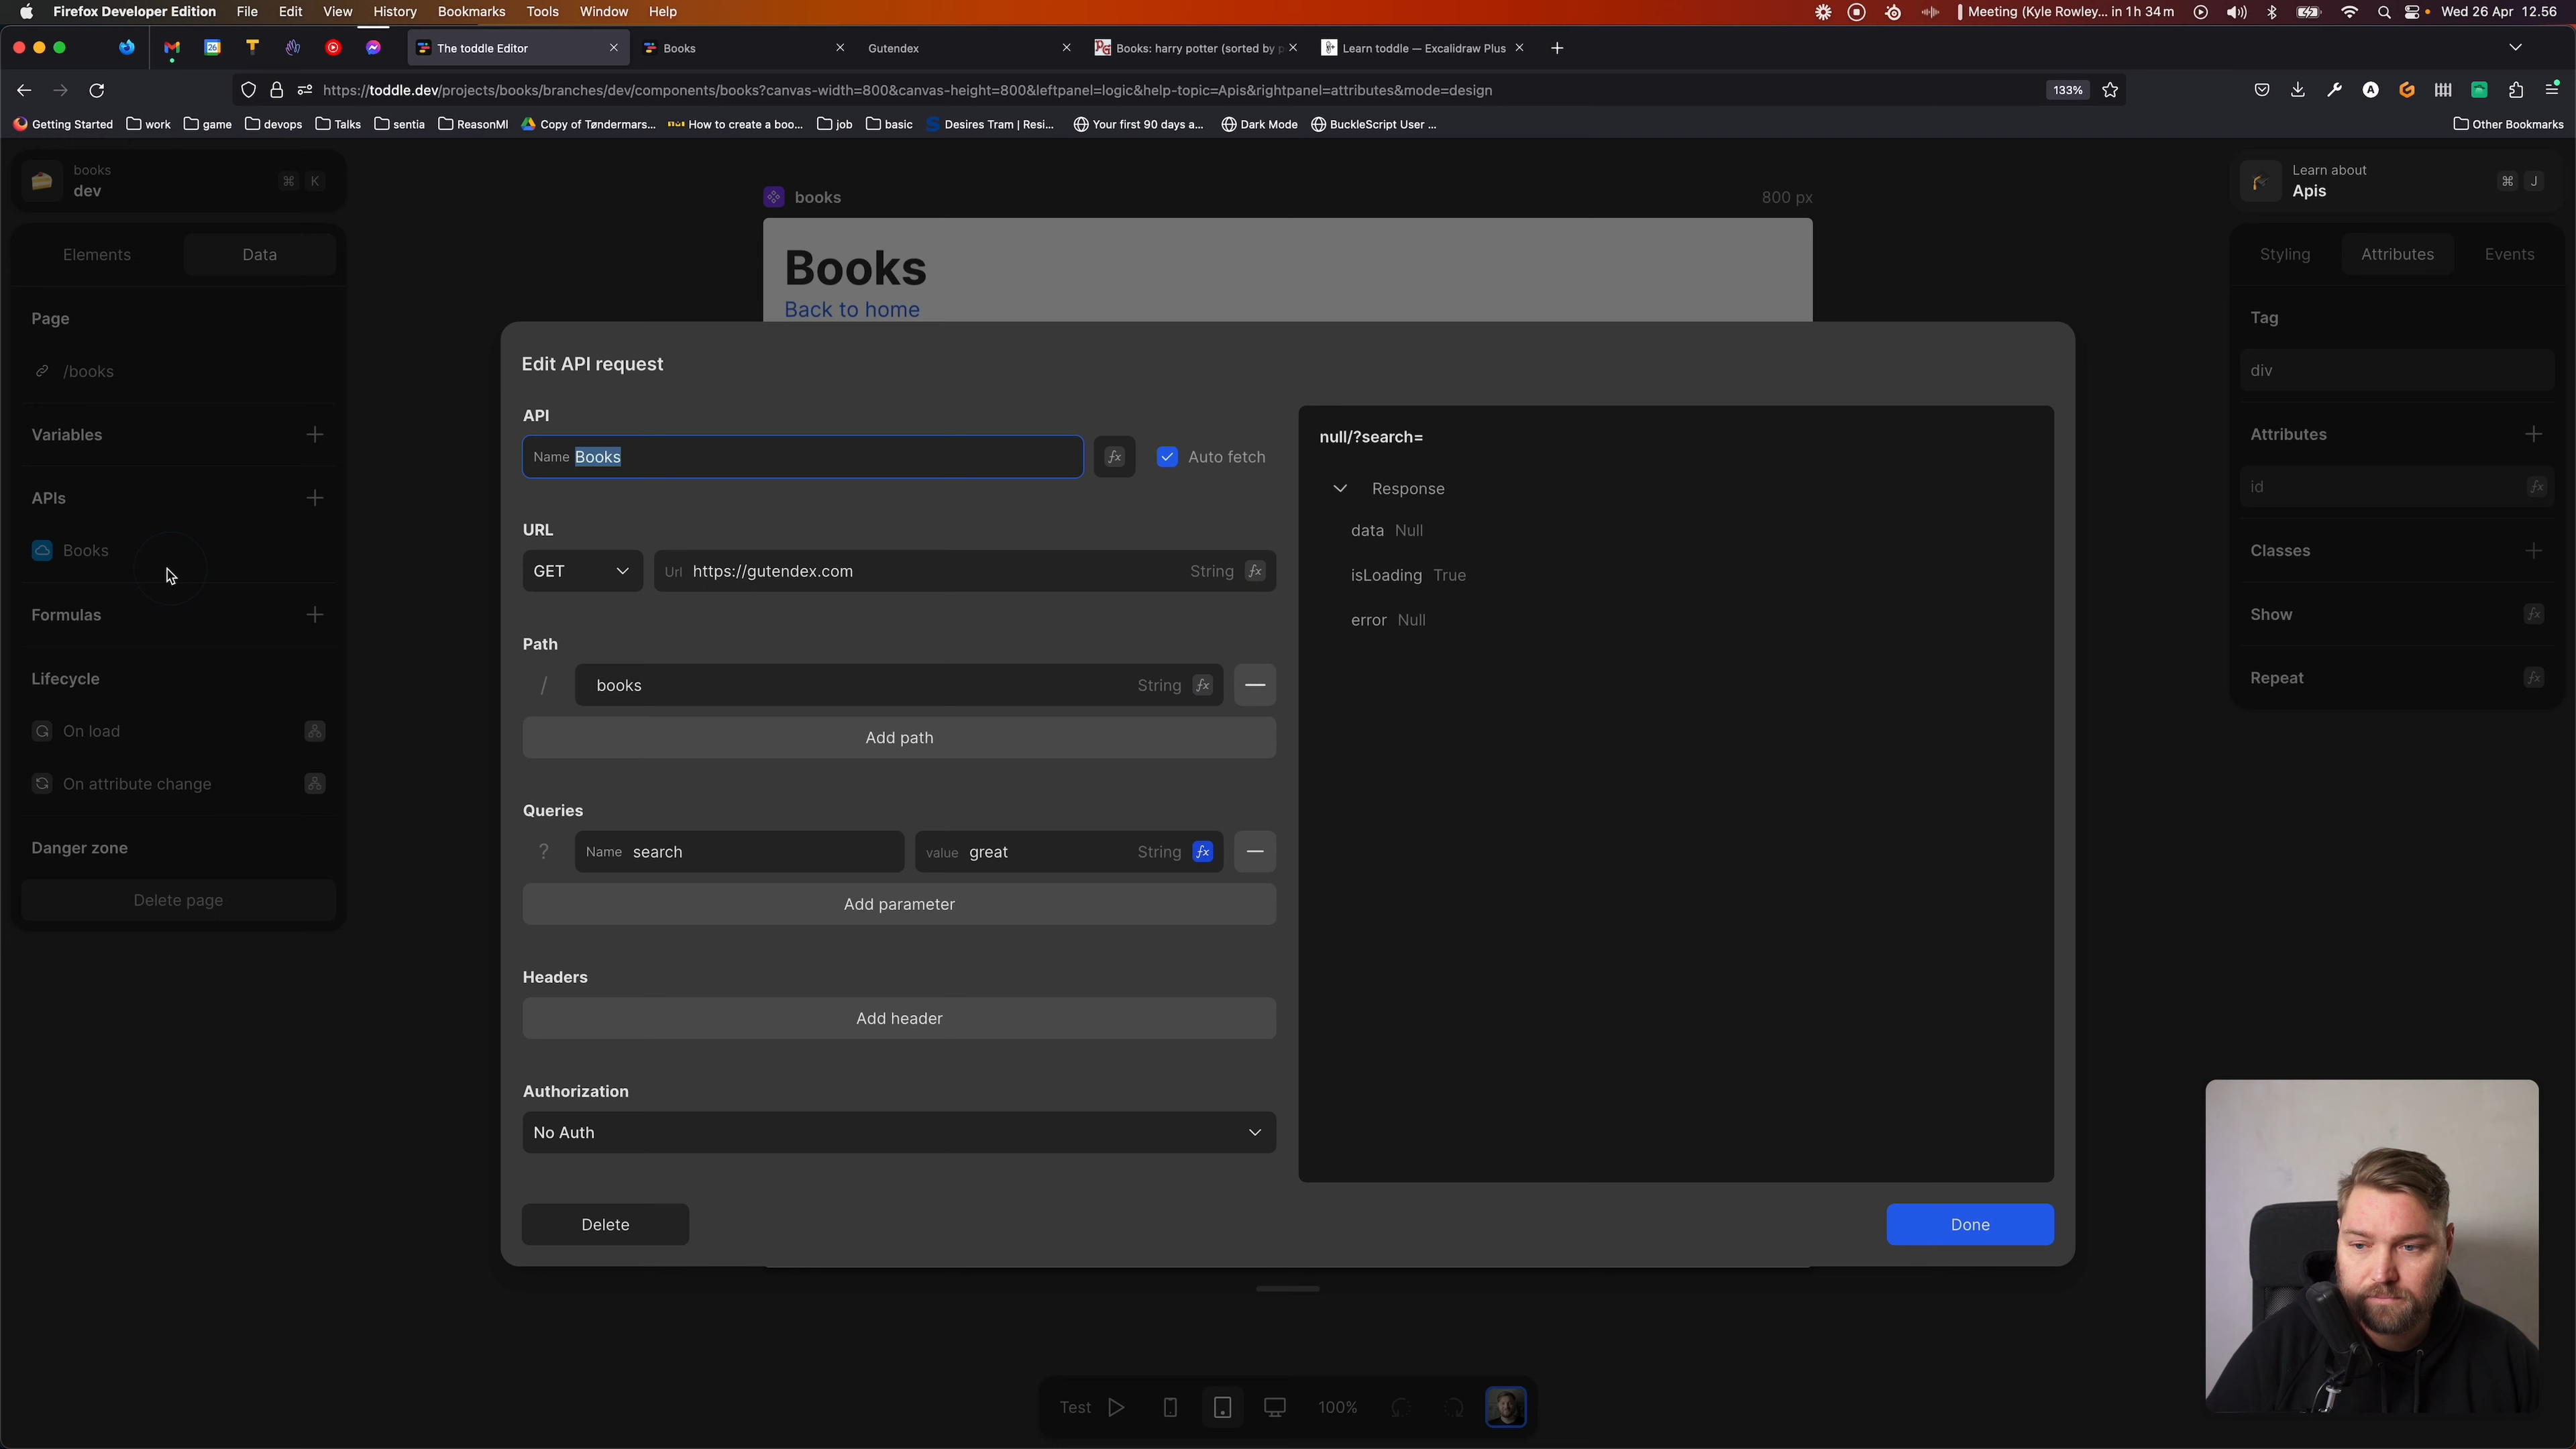 Firefox Developer Edition File Edit View History Bookmarks Tools Window Help Meeting (Kyle Rowley... in 1 h 34 m Wed 26 Apr 12.56
The toddle Editor Books Gutendex Books: harry potter (sorted by p Learn toddle — Excalidraw Plus
https://toddle.dev/projects/books/branches/dev/components/books?canvas-width=800&canvas-height=800&leftpanel=logic&help-topic=Apis&rightpanel=attributes&mode=design 133%
Getting Started work game devops Talks sentia ReasonMl Copy of Tøndermars... How to create a boo... job basic Desires Tram | Resi... Your first 90 days a... Dark Mode BuckleScript User ... Other Bookmarks
books
dev
⌘ K
Elements Data
Page
/books
Variables
APIs
Books
Formulas
Lifecycle
On load
On attribute change
Danger zone
Delete page
books 800 px
Books
Back to home
Edit API request
API
Name Books fx Auto fetch
URL
GET Url https://gutendex.com String fx
Path
/ books String fx
Add path
Queries
? Name search value great String fx
Add parameter
Headers
Add header
Authorization
No Auth
Delete
null/?search=
Response
data Null
isLoading True
error Null
Done
Learn about
Apis
⌘ J
Styling Attributes Events
Tag
div
Attributes
id fx
Classes
Show fx
Repeat fx
Test 100%